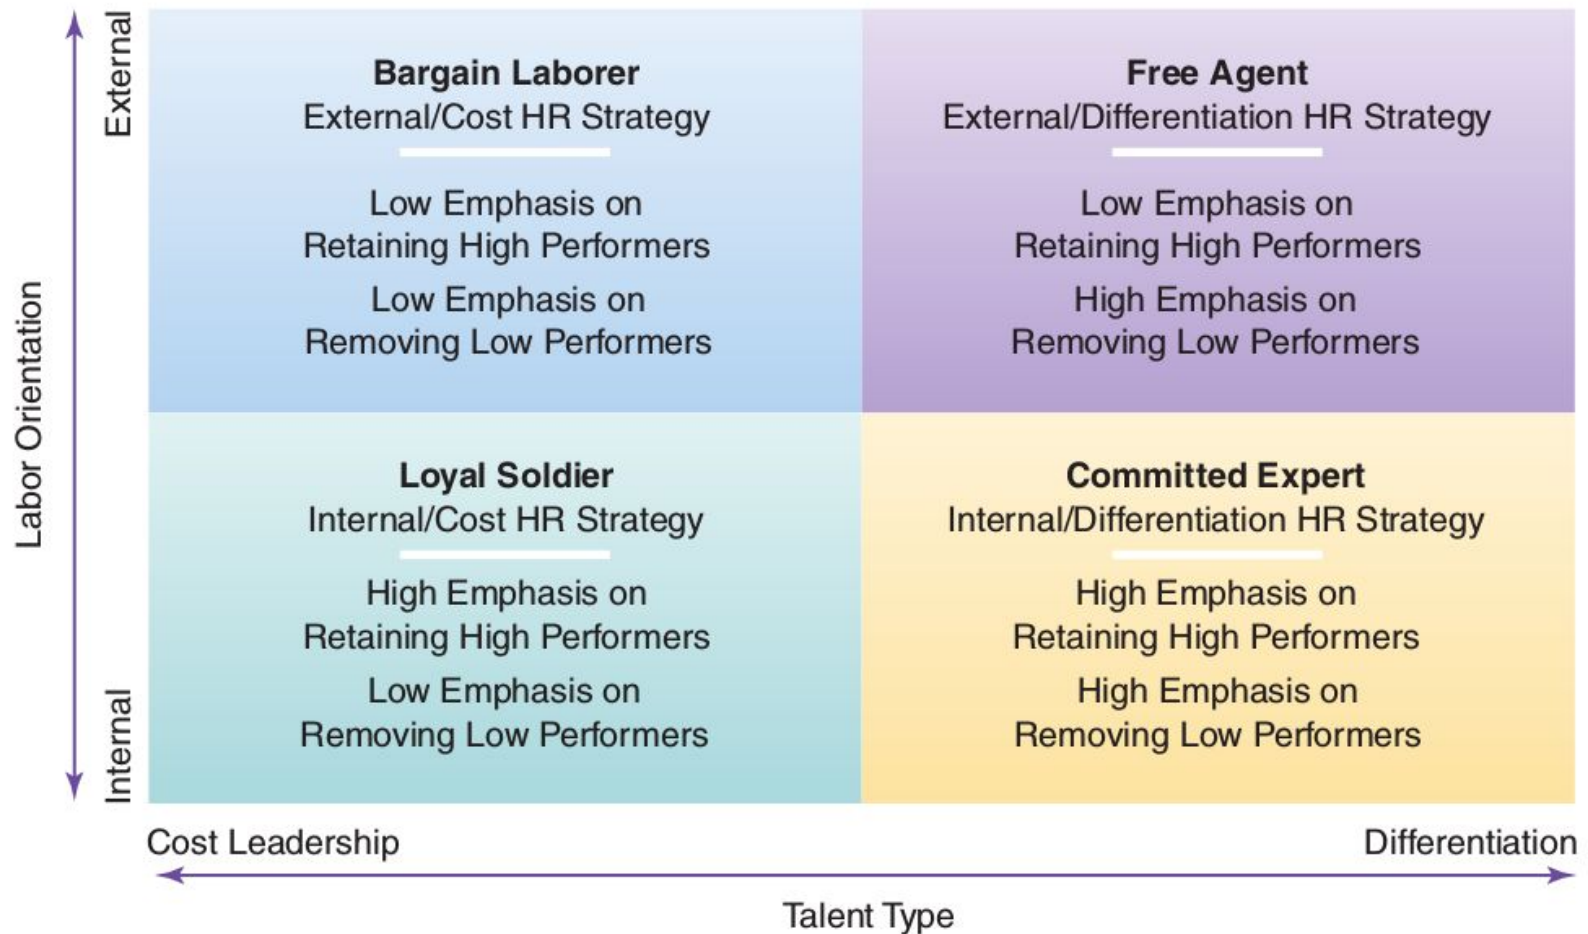 External
Bargain Laborer
External/Cost HR Strategy
Low Emphasis on
Retaining High Performers
Low Emphasis on
Removing Low Performers
Free Agent
External/Differentiation HR Strategy
Low Emphasis on
Retaining High Performers
High Emphasis on
Removing Low Performers
Labor Orientation
Loyal Soldier
Internal/Cost HR Strategy
High Emphasis on
Retaining High Performers
Low Emphasis on
Removing Low Performers
Committed Expert
Internal/Differentiation HR Strategy
High Emphasis on
Retaining High Performers
High Emphasis on
Removing Low Performers
Internal
Cost Leadership
Differentiation
Talent Type